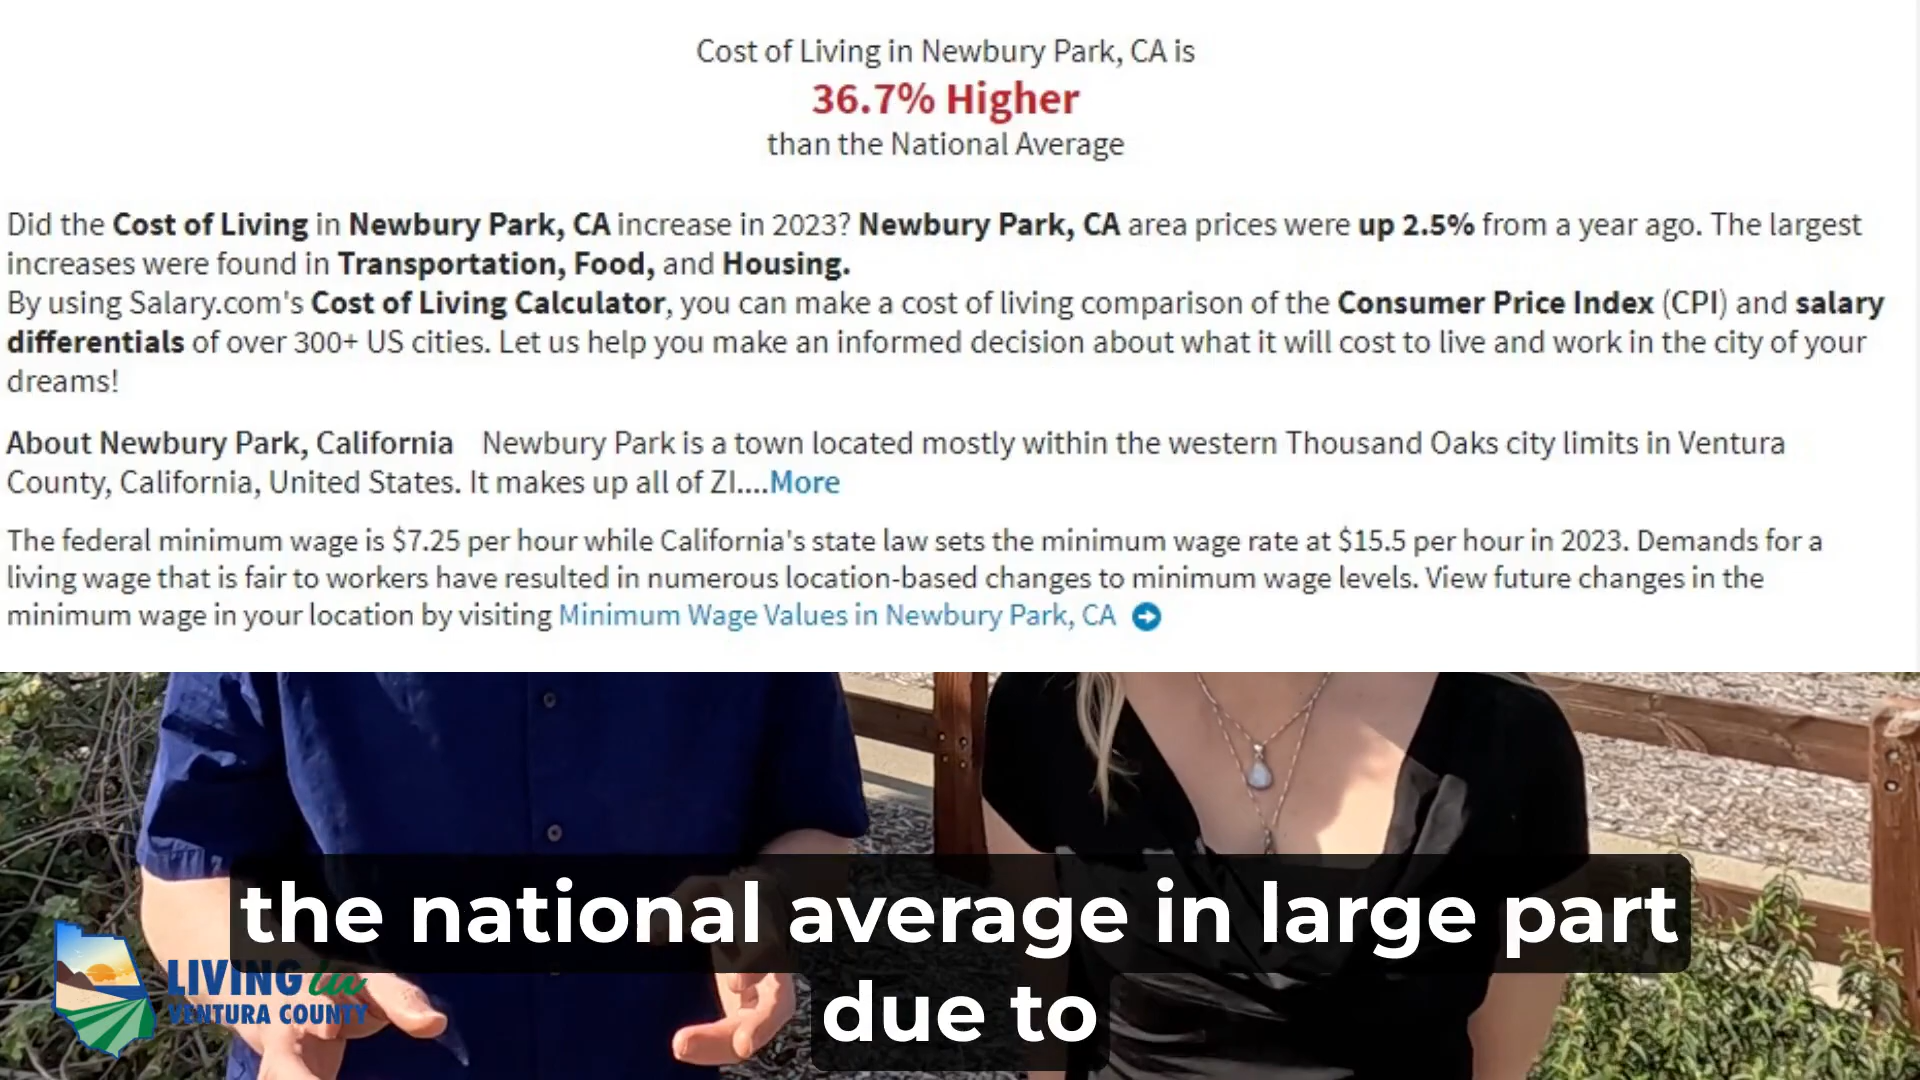 Cost of Living in Newbury Park, CA is
36.7% Higher
than the National Average
Did the Cost of Living in Newbury Park, CA increase in 2023? Newbury Park, CA area prices were up 2.5% from a year ago. The largest
increases were found in Transportation, Food, and Housing.
By using Salary.com's Cost of Living Calculator, you can make a cost of living comparison of the Consumer Price Index (CPI) and salary
differentials of over 300+ US cities. Let us help you make an informed decision about what it will cost to live and work in the city of your
dreams!
About Newbury Park, California Newbury Park is a town located mostly within the western Thousand Oaks city limits in Ventura
County, California, United States. It makes up all of ZI....More
The federal minimum wage is $7.25 per hour while California's state law sets the minimum wage rate at $15.5 per hour in 2023. Demands for a
living wage that is fair to workers have resulted in numerous location-based changes to minimum wage levels. View future changes in the
minimum wage in your location by visiting Minimum Wage Values in Newbury Park, CA
the national average in large part
due to
LIVING in
VENTURA COUNTY